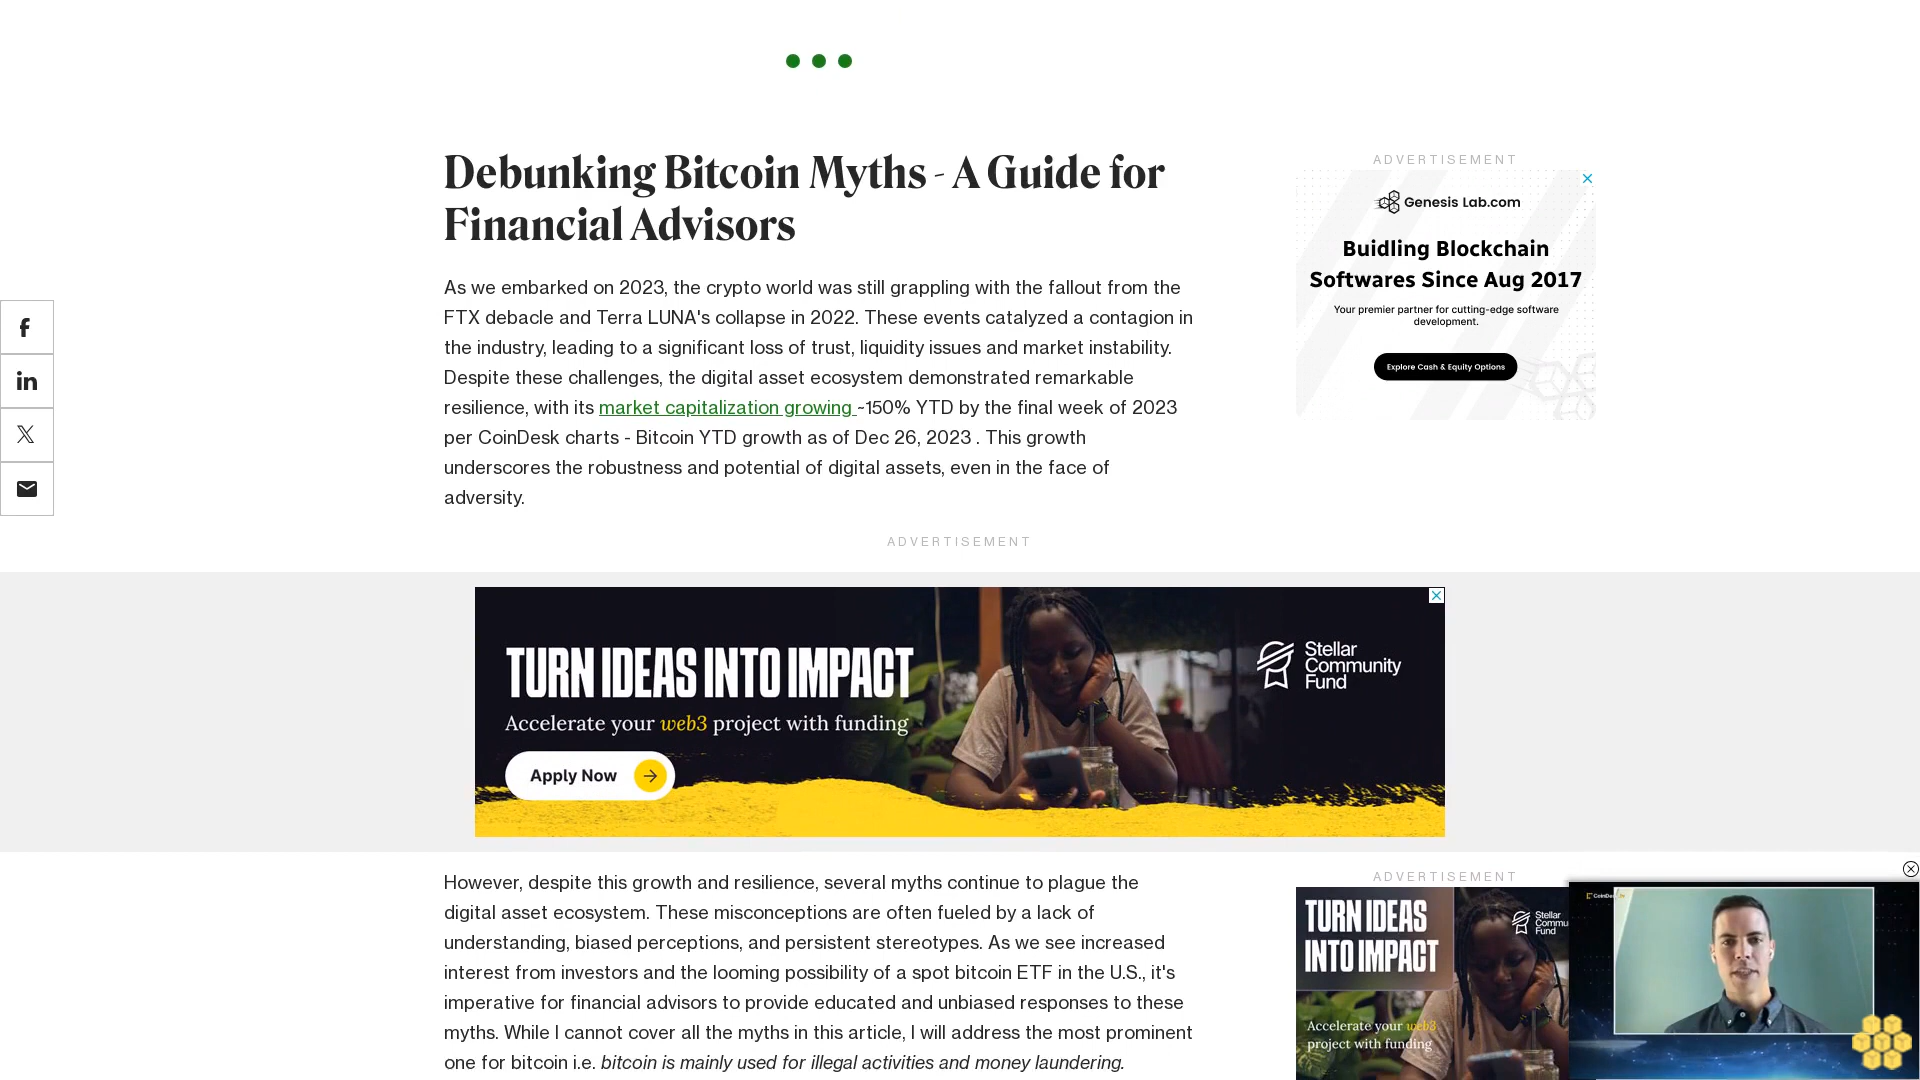 Debunking Bitcoin Myths - A Guide for
Financial Advisors
As we embarked on 2023, the crypto world was still grappling with the fallout from the
FTX debacle and Terra LUNA's collapse in 2022. These events catalyzed a contagion in
the industry, leading to a significant loss of trust, liquidity issues and market instability.
Despite these challenges, the digital asset ecosystem demonstrated remarkable
resilience, with its market capitalization growing ~150% YTD by the final week of 2023
per CoinDesk charts - Bitcoin YTD growth as of Dec 26, 2023 . This growth
underscores the robustness and potential of digital assets, even in the face of
adversity.
ADVERTISEMENT
Genesis Lab.com
Buidling Blockchain
Softwares Since Aug 2017
Your premier partner for cutting-edge software
development.
Explore Cash & Equity Options
ADVERTISEMENT
TURN IDEAS INTO IMPACT
Accelerate your web3 project with funding
Apply Now
Stellar
Community
Fund
However, despite this growth and resilience, several myths continue to plague the
digital asset ecosystem. These misconceptions are often fueled by a lack of
understanding, biased perceptions, and persistent stereotypes. As we see increased
interest from investors and the looming possibility of a spot bitcoin ETF in the U.S., it's
imperative for financial advisors to provide educated and unbiased responses to these
myths. While I cannot cover all the myths in this article, I will address the most prominent
one for bitcoin i.e. bitcoin is mainly used for illegal activities and money laundering.
ADVERTISEMENT
TURN IDEAS
INTO IMPACT
Stellar
Commu
Fund
Accelerate your web3
project with funding